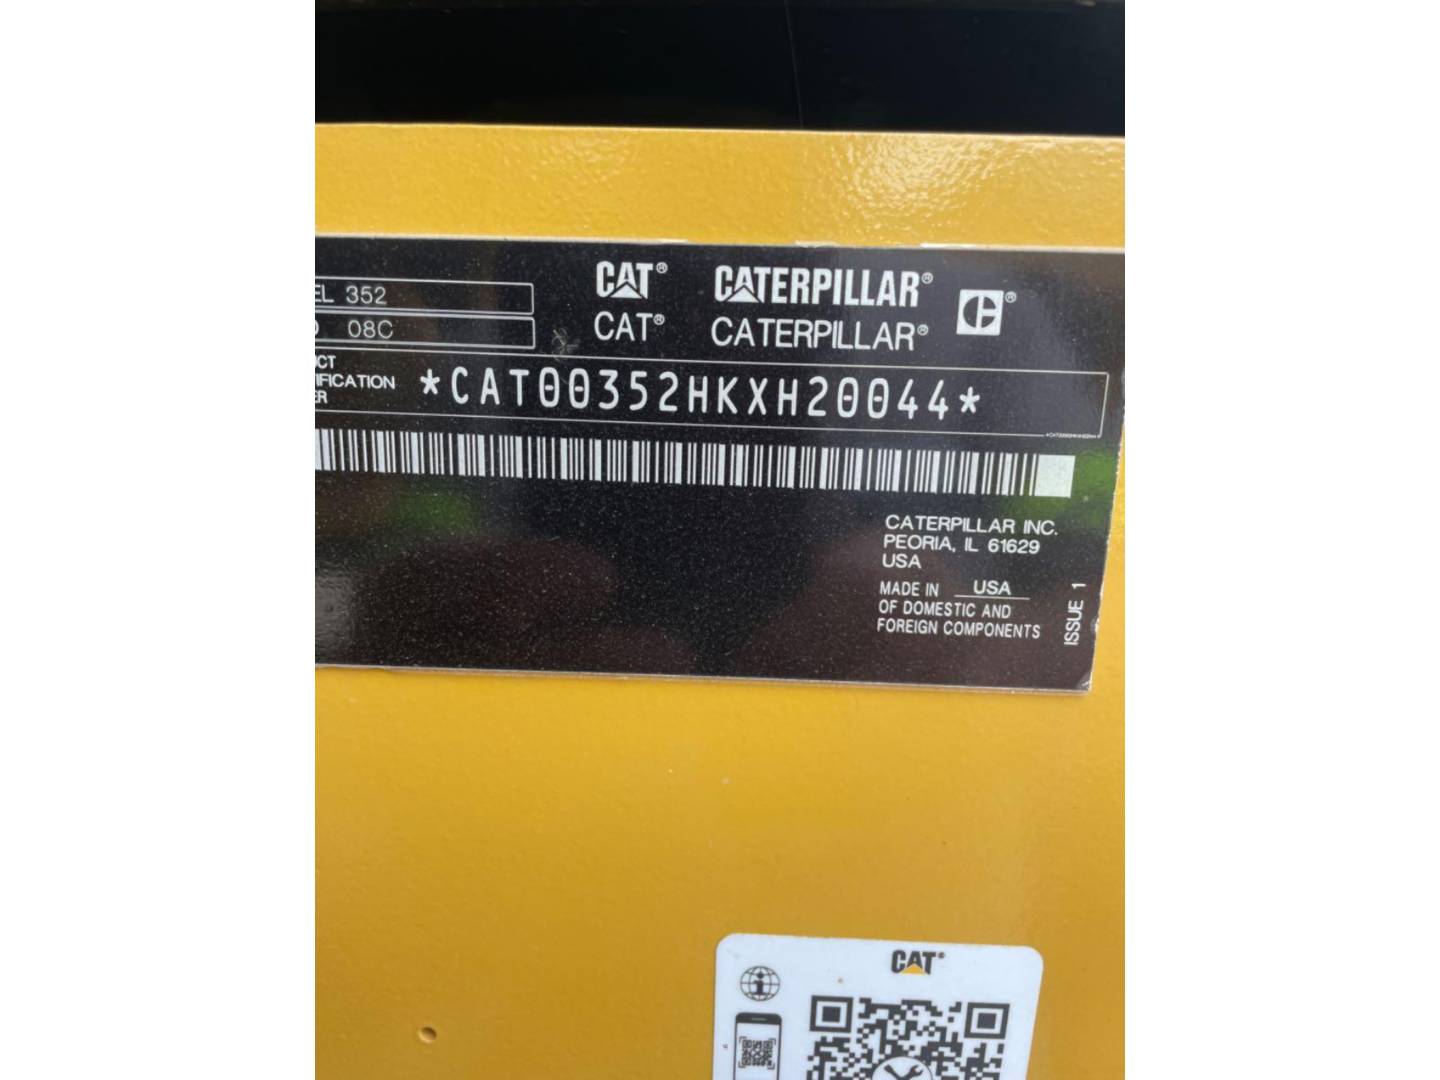 CAT® CATERPILLAR®
CAT® CATERPILLAR®
EL 352
08C
CT
IFICATION
ER
*CAT00352HKXH20044*
CATERPILLAR INC.
PEORIA, IL 61629
USA
MADE IN USA
OF DOMESTIC AND
FOREIGN COMPONENTS
ISSUE 1
CAT®